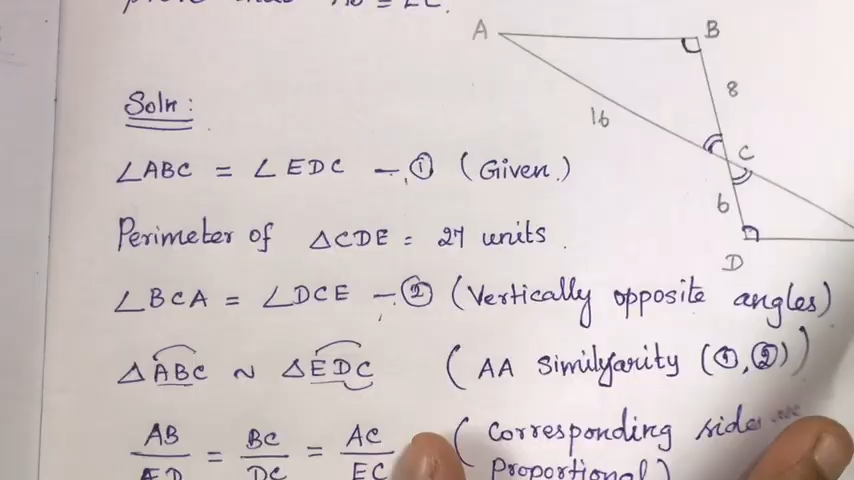 Soln:
∠ABC = ∠EDC — ① (Given.)
Perimeter of △CDE = 27 units.
∠BCA = ∠DCE — ② (Vertically opposite angles)
△ABC ~ △EDC (AA Similyarity (①,②))
AB/ED = BC/DC = AC/EC (Corresponding sides
Proportional)
A
B
8
16
C
6
D